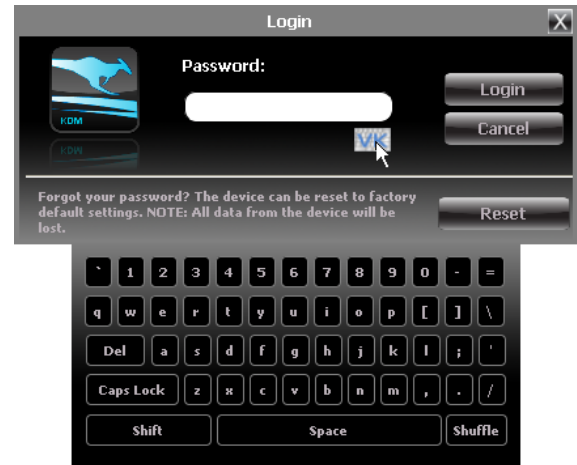 Login X
Password:
KDM
VK
Login
Cancel
Forgot your password? The device can be reset to factory
default settings. NOTE: All data from the device will be
lost.
Reset
` 1 2 3 4 5 6 7 8 9 0 - =
q w e r t y u i o p [ ] \
Del a s d f g h j k l ; '
Caps Lock z x c v b n m , . /
Shift Space Shuffle